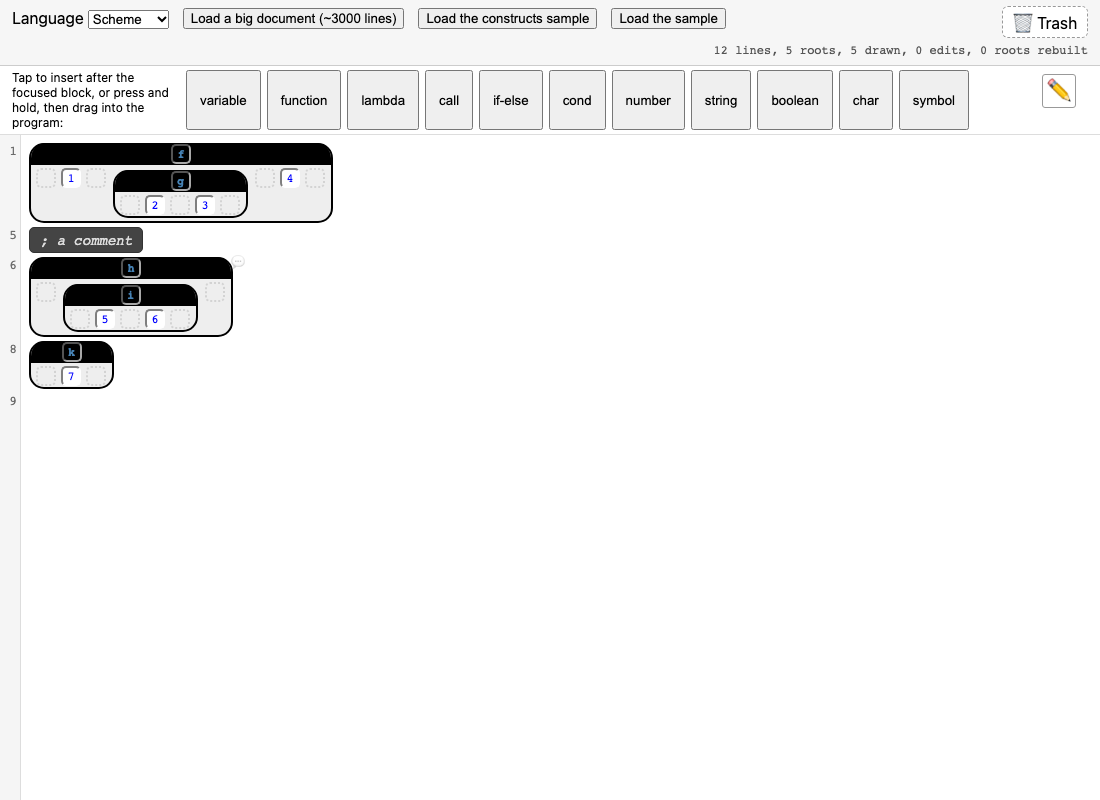 Language Scheme Load a big document (~3000 lines) Load the constructs sample Load the sample Trash
12 lines, 5 roots, 5 drawn, 0 edits, 0 roots rebuilt
Tap to insert after the
focused block, or press and
hold, then drag into the
program:
variable function lambda call if-else cond number string boolean char symbol
1 f
1 g 4
2 3
5 ; a comment
6 h
i
5 6
8 k
7
9